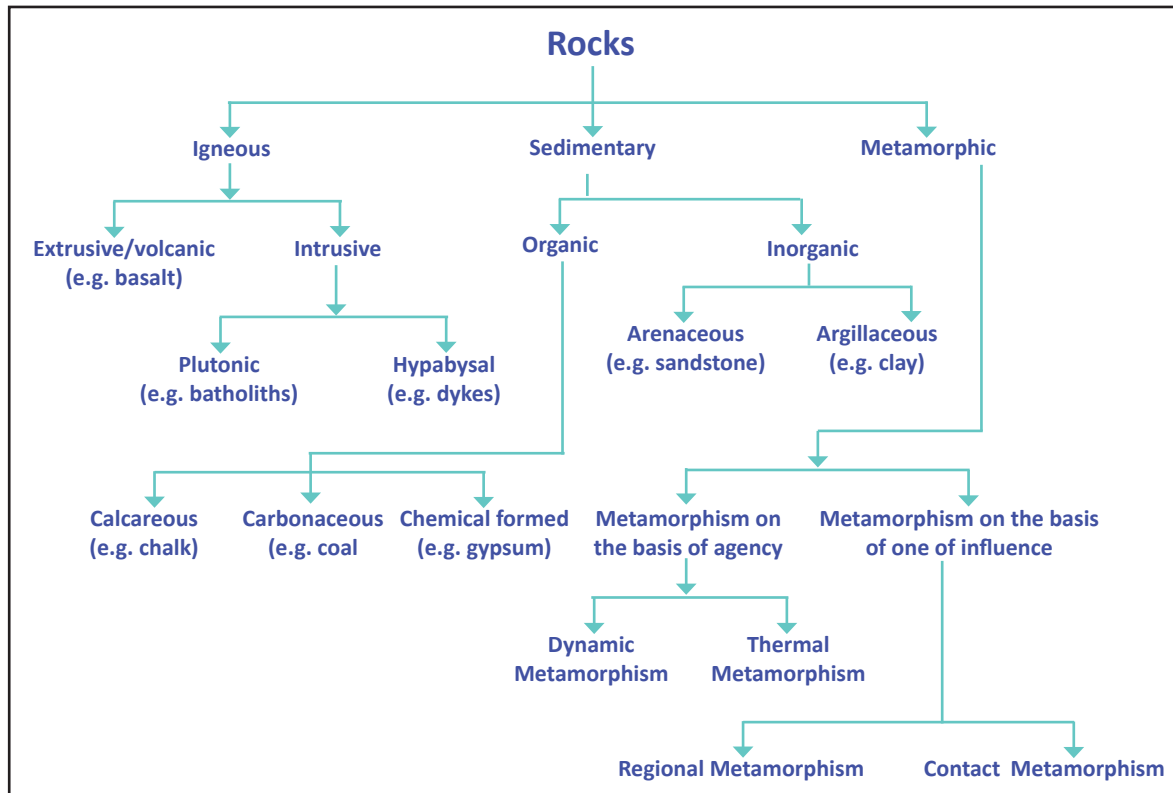 Rocks
Igneous
Sedimentary
Metamorphic
Extrusive/volcanic
(e.g. basalt)
Intrusive
Organic
Inorganic
Plutonic
(e.g. batholiths)
Hypabysal
(e.g. dykes)
Arenaceous
(e.g. sandstone)
Argillaceous
(e.g. clay)
Calcareous
(e.g. chalk)
Carbonaceous
(e.g. coal
Chemical formed
(e.g. gypsum)
Metamorphism on
the basis of agency
Metamorphism on the basis
of one of influence
Dynamic
Metamorphism
Thermal
Metamorphism
Regional Metamorphism
Contact Metamorphism